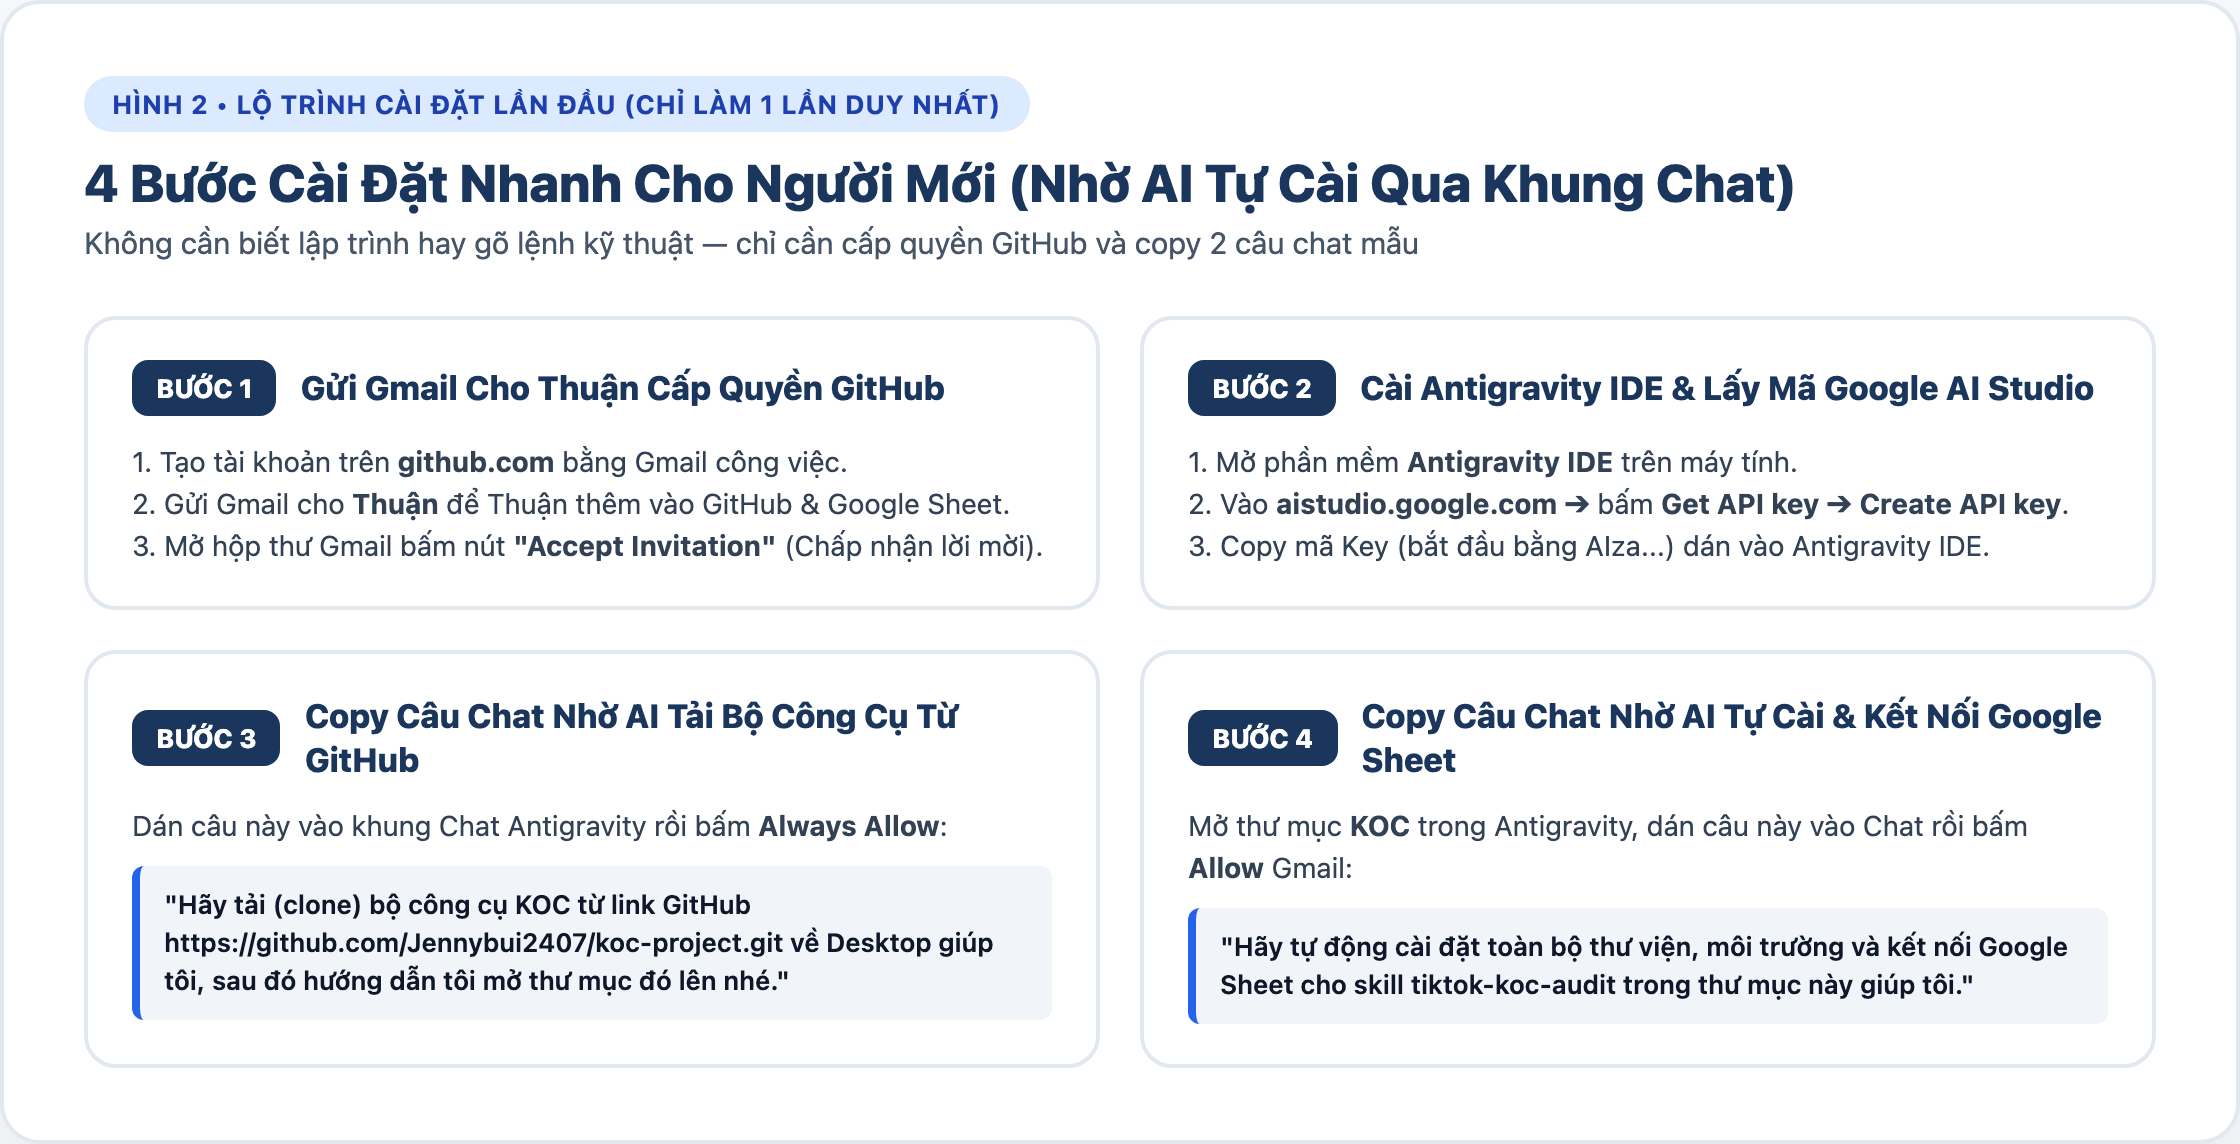 HÌNH 2 • LỘ TRÌNH CÀI ĐẶT LẦN ĐẦU (CHỈ LÀM 1 LẦN DUY NHẤT)
4 Bước Cài Đặt Nhanh Cho Người Mới (Nhờ AI Tự Cài Qua Khung Chat)
Không cần biết lập trình hay gõ lệnh kỹ thuật — chỉ cần cấp quyền GitHub và copy 2 câu chat mẫu
BƯỚC 1 Gửi Gmail Cho Thuận Cấp Quyền GitHub
1. Tạo tài khoản trên github.com bằng Gmail công việc.
2. Gửi Gmail cho Thuận để Thuận thêm vào GitHub & Google Sheet.
3. Mở hộp thư Gmail bấm nút "Accept Invitation" (Chấp nhận lời mời).
BƯỚC 2 Cài Antigravity IDE & Lấy Mã Google AI Studio
1. Mở phần mềm Antigravity IDE trên máy tính.
2. Vào aistudio.google.com ➔ bấm Get API key ➔ Create API key.
3. Copy mã Key (bắt đầu bằng AIza...) dán vào Antigravity IDE.
BƯỚC 3 Copy Câu Chat Nhờ AI Tải Bộ Công Cụ Từ
GitHub
Dán câu này vào khung Chat Antigravity rồi bấm Always Allow:
"Hãy tải (clone) bộ công cụ KOC từ link GitHub
https://github.com/Jennybui2407/koc-project.git về Desktop giúp
tôi, sau đó hướng dẫn tôi mở thư mục đó lên nhé."
BƯỚC 4 Copy Câu Chat Nhờ AI Tự Cài & Kết Nối Google
Sheet
Mở thư mục KOC trong Antigravity, dán câu này vào Chat rồi bấm
Allow Gmail:
"Hãy tự động cài đặt toàn bộ thư viện, môi trường và kết nối Google
Sheet cho skill tiktok-koc-audit trong thư mục này giúp tôi."